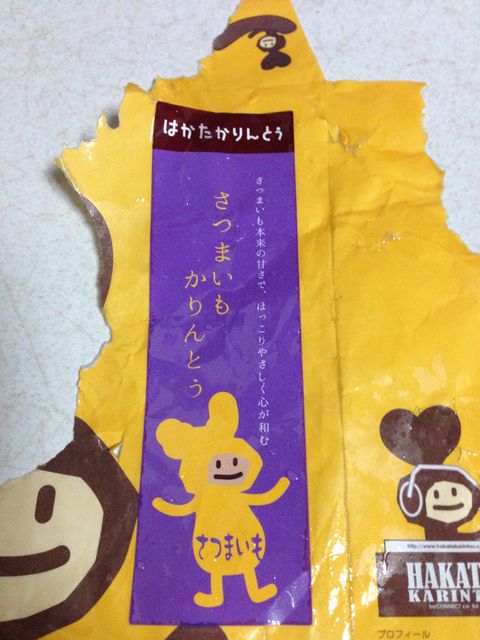 はかたかりんとう
さつまいも本来の甘さで、ほっこりやさしく心が和む
さつまいも
かりんとう
さつまいも
HAKAT
KARINT
beCONNECT co
プロフィール